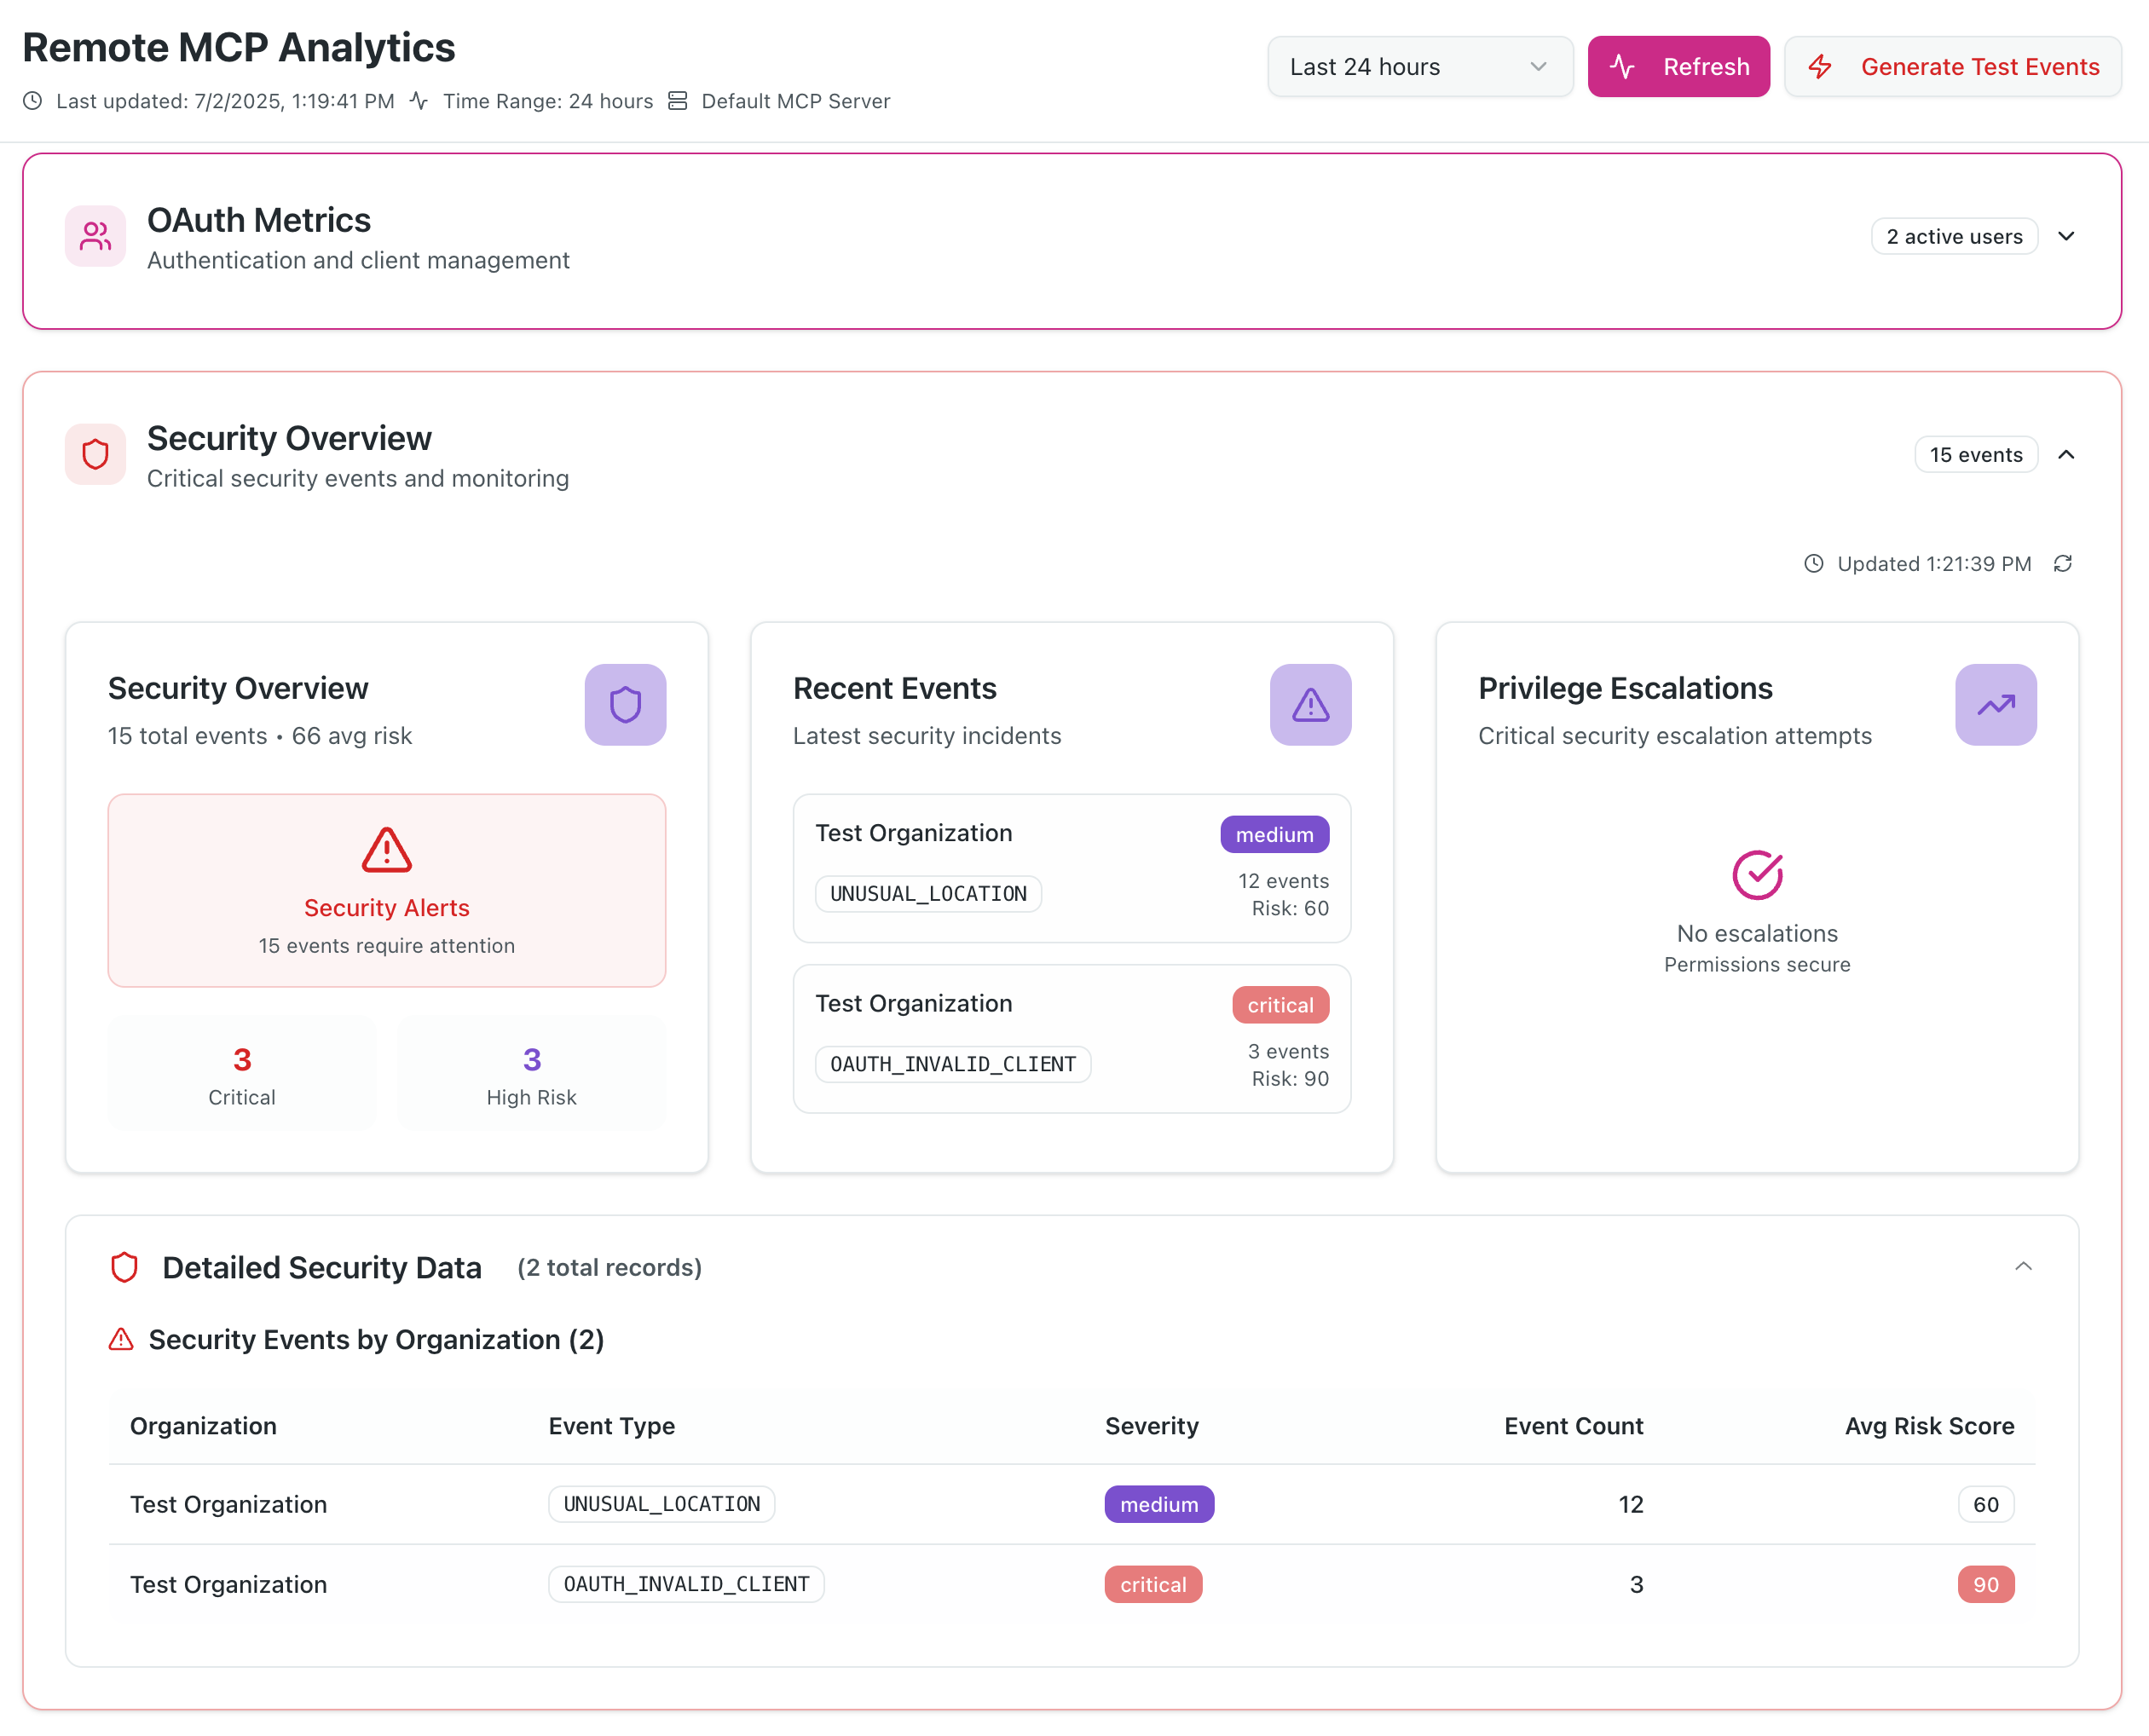 Remote MCP Analytics
Last updated: 7/2/2025, 1:19:41 PM Time Range: 24 hours Default MCP Server
Last 24 hours
Refresh
Generate Test Events
OAuth Metrics
Authentication and client management
2 active users
Security Overview
Critical security events and monitoring
15 events
Updated 1:21:39 PM
Security Overview
15 total events • 66 avg risk
Security Alerts
15 events require attention
3
Critical
3
High Risk
Recent Events
Latest security incidents
Test Organization
medium
UNUSUAL_LOCATION
12 events
Risk: 60
Test Organization
critical
OAUTH_INVALID_CLIENT
3 events
Risk: 90
Privilege Escalations
Critical security escalation attempts
No escalations
Permissions secure
Detailed Security Data (2 total records)
Security Events by Organization (2)
Organization Event Type Severity Event Count Avg Risk Score
Test Organization UNUSUAL_LOCATION medium 12 60
Test Organization OAUTH_INVALID_CLIENT critical 3 90